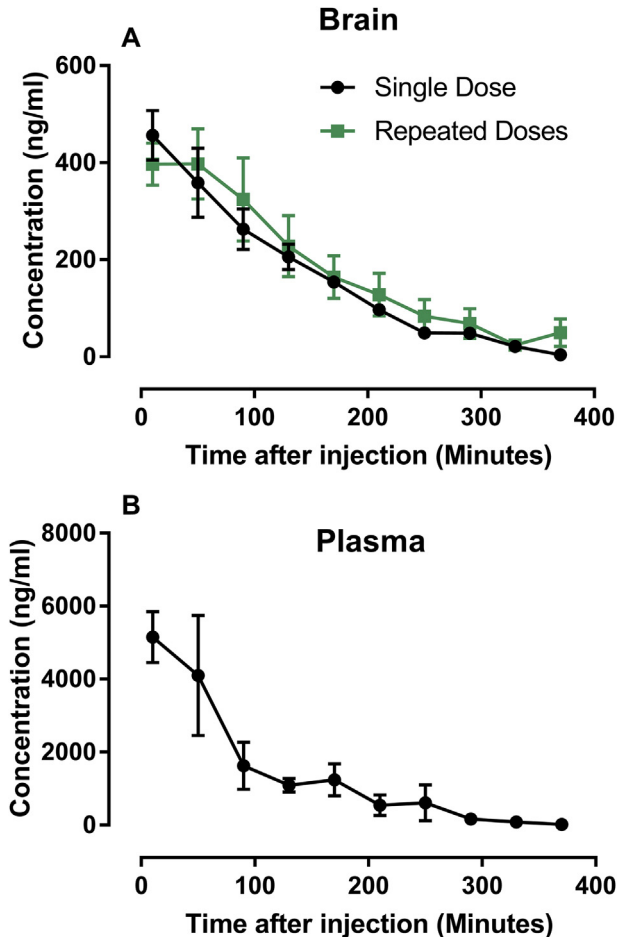 Brain
A
600
400
200
0
Concentration (ng/ml)
Single Dose
Repeated Doses
0 100 200 300 400
Time after injection (Minutes)
B
Plasma
8000
6000
4000
2000
0
Concentration (ng/ml)
0 100 200 300 400
Time after injection (Minutes)